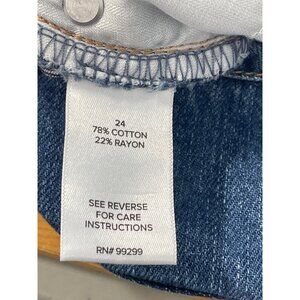 24
78% COTTON
22% RAYON
SEE REVERSE
FOR CARE
INSTRUCTIONS
RN# 99299